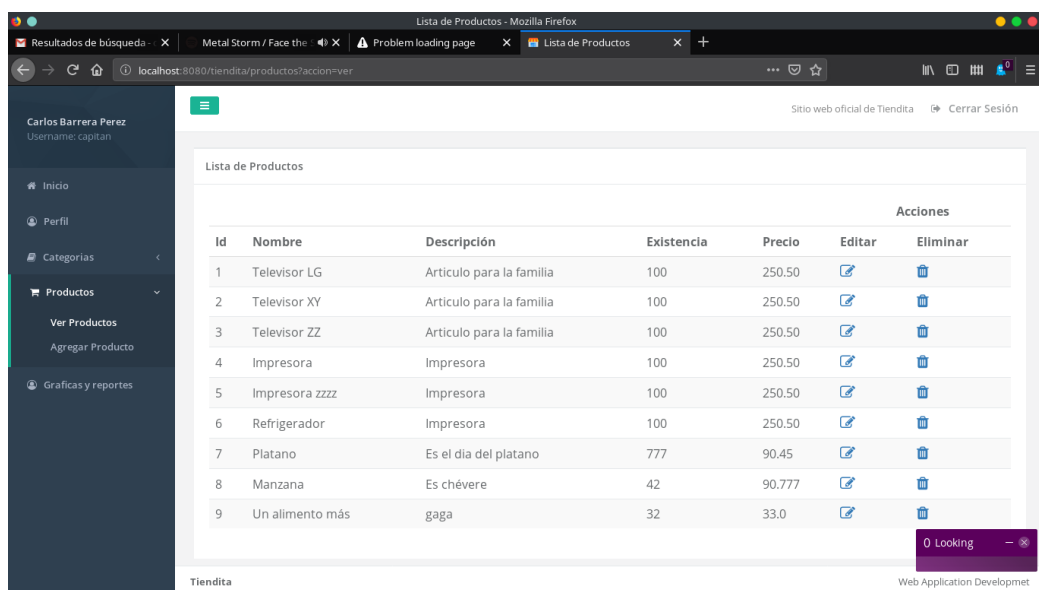 Lista de Productos - Mozilla Firefox
Resultados de búsqueda - Metal Storm / Face the Problem loading page Lista de Productos
localhost:8080/tiendita/productos?accion=ver 0
Carlos Barrera Perez
Username: capitan
Inicio
Perfil
Categorias
Productos
Ver Productos
Agregar Producto
Graficas y reportes
Sitio web oficial de Tiendita Cerrar Sesión
Lista de Productos
Acciones
Id Nombre Descripción Existencia Precio Editar Eliminar
1 Televisor LG Articulo para la familia 100 250.50
2 Televisor XY Articulo para la familia 100 250.50
3 Televisor ZZ Articulo para la familia 100 250.50
4 Impresora Impresora 100 250.50
5 Impresora zzzz Impresora 100 250.50
6 Refrigerador Impresora 100 250.50
7 Platano Es el dia del platano 777 90.45
8 Manzana Es chévere 42 90.777
9 Un alimento más gaga 32 33.0
0 Looking
Tiendita Web Application Developmet